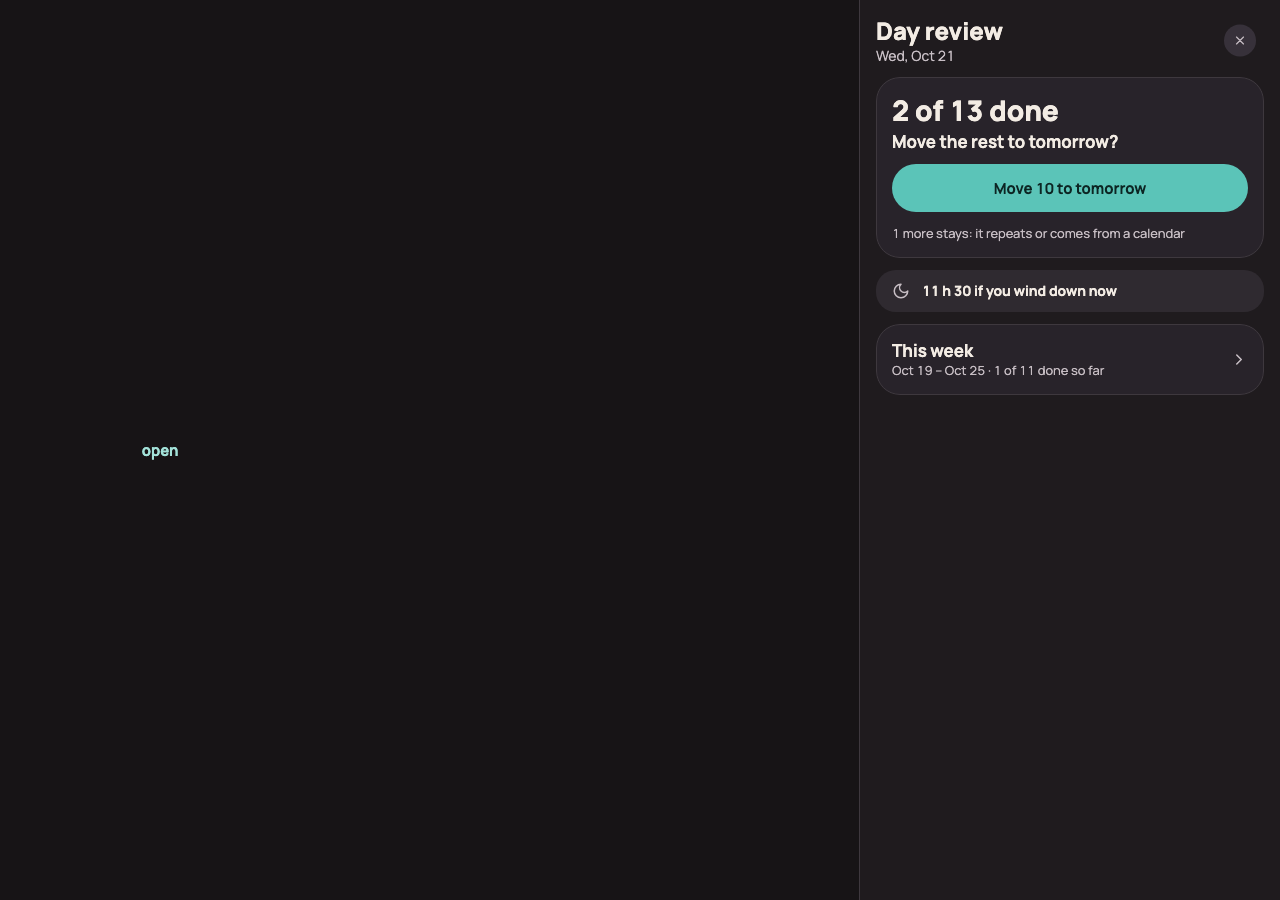 Day review
Wed, Oct 21
2 of 13 done
Move the rest to tomorrow?
Move 10 to tomorrow
1 more stays: it repeats or comes from a calendar
11 h 30 if you wind down now
This week
Oct 19 – Oct 25 · 1 of 11 done so far
open